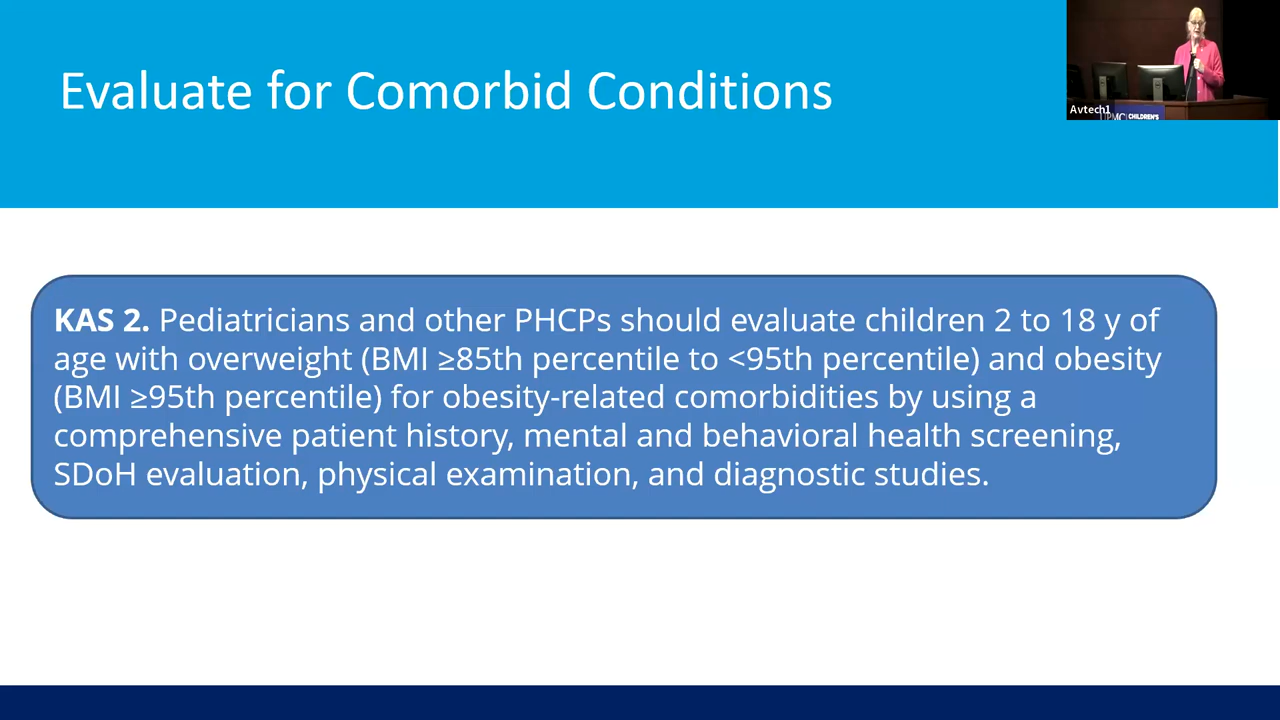 Evaluate for Comorbid Conditions
Avtech1
UPMC CHILDREN'S
KAS 2. Pediatricians and other PHCPs should evaluate children 2 to 18 y of
age with overweight (BMI ≥85th percentile to <95th percentile) and obesity
(BMI ≥95th percentile) for obesity-related comorbidities by using a
comprehensive patient history, mental and behavioral health screening,
SDoH evaluation, physical examination, and diagnostic studies.